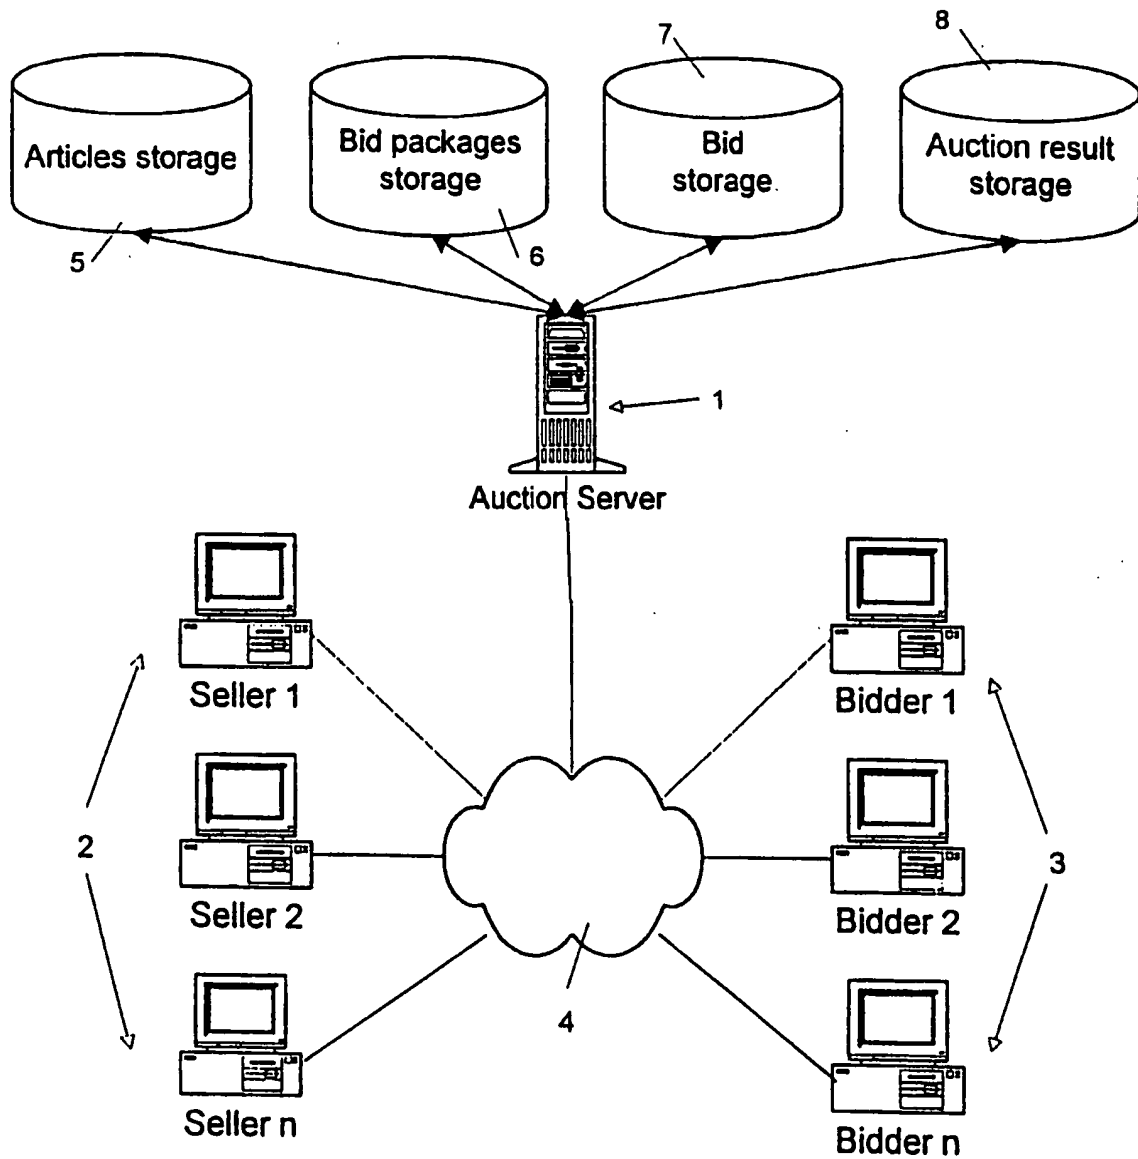 7
8
Articles storage
Bid packages
storage
Bid
storage
Auction result
storage
5
6
1
Auction Server
Seller 1
Bidder 1
2
3
Seller 2
Bidder 2
4
Seller n
Bidder n